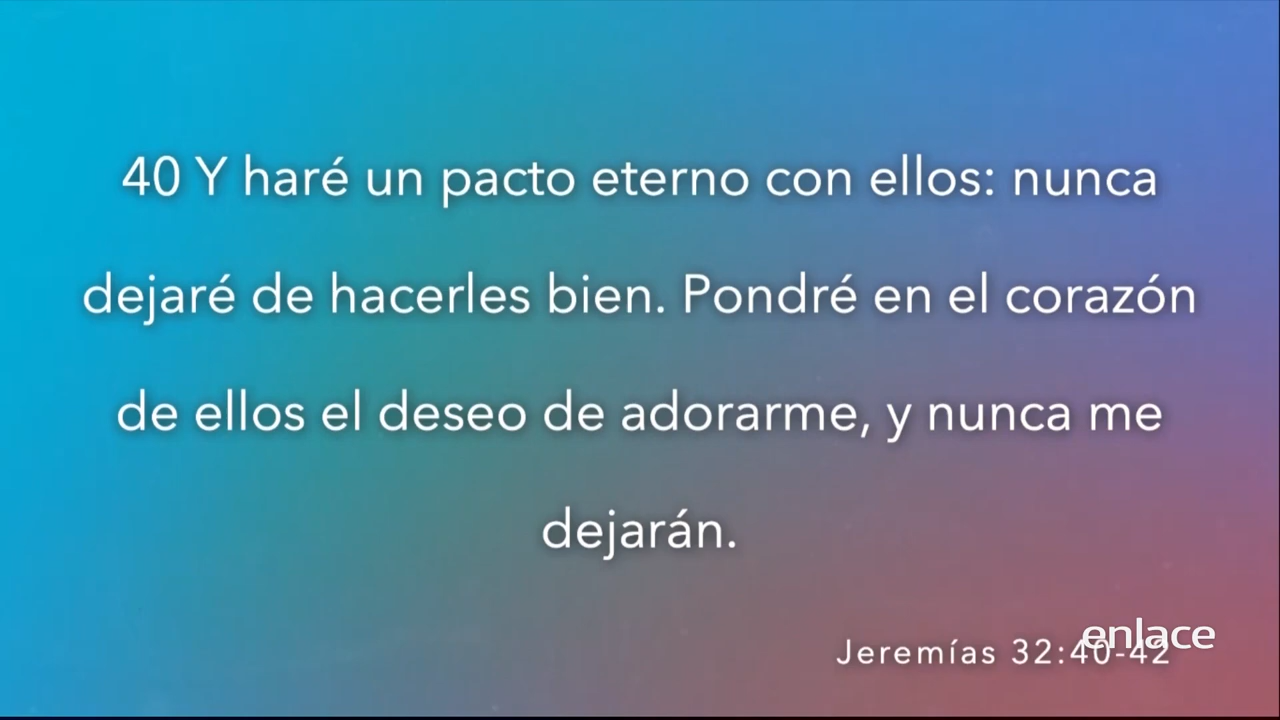 40 Y haré un pacto eterno con ellos: nunca
dejaré de hacerles bien. Pondré en el corazón
de ellos el deseo de adorarme, y nunca me
dejarán.
enlace
Jeremías 32:40-42